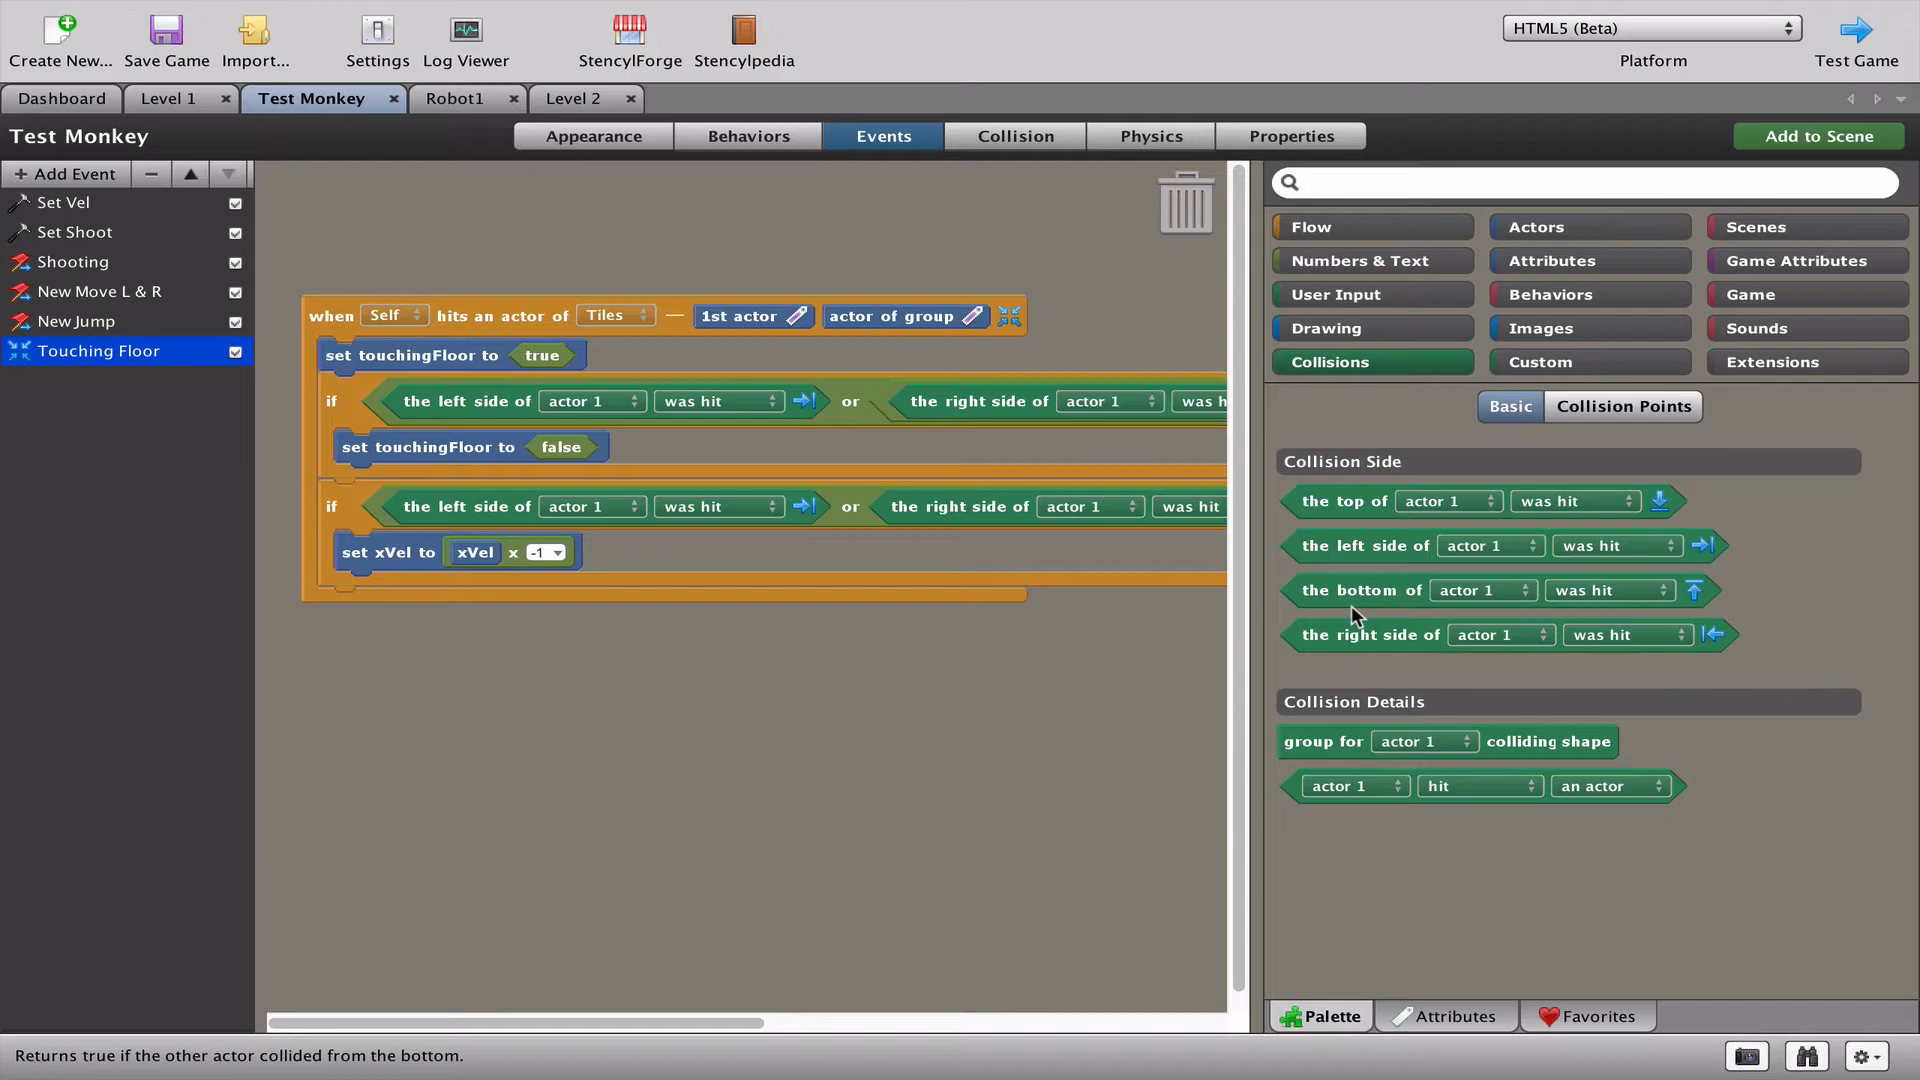 Create New... Save Game Import... Settings Log Viewer StencylForge Stencylpedia HTML5 (Beta) Platform Test Game
Dashboard Level 1 Test Monkey Robot1 Level 2
Test Monkey Appearance Behaviors Events Collision Physics Properties Add to Scene
+ Add Event
Set Vel
Set Shoot
Shooting
New Move L & R
New Jump
Touching Floor
when Self hits an actor of Tiles — 1st actor actor of group
set touchingFloor to true
if the left side of actor 1 was hit or the right side of actor 1 was h
set touchingFloor to false
if the left side of actor 1 was hit or the right side of actor 1 was hit
set xVel to xVel x -1
Flow Actors Scenes
Numbers & Text Attributes Game Attributes
User Input Behaviors Game
Drawing Images Sounds
Collisions Custom Extensions
Basic Collision Points
Collision Side
the top of actor 1 was hit
the left side of actor 1 was hit
the bottom of actor 1 was hit
the right side of actor 1 was hit
Collision Details
group for actor 1 colliding shape
actor 1 hit an actor
Palette Attributes Favorites
Returns true if the other actor collided from the bottom.